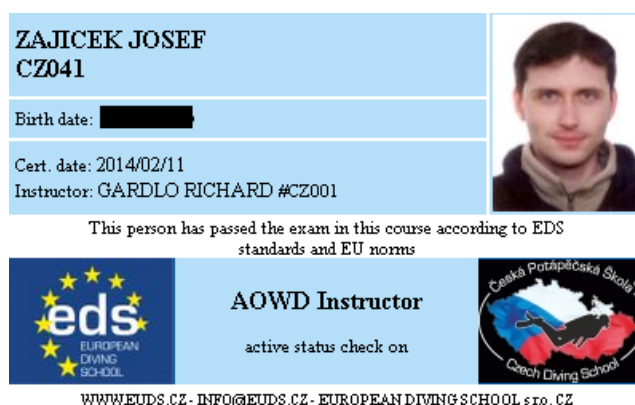 ZAJICEK JOSEF
CZ041
Birth date:
Cert. date: 2014/02/11
Instructor: GARDLO RICHARD #CZ001
This person has passed the exam in this course according to EDS
standards and EU norms
eds
EUROPEAN
DIVING
SCHOOL
AOWD Instructor
active status check on
Česká Potápěčská Škola
Czech Diving School
WWW.EUDS.CZ - INFO@EUDS.CZ - EUROPEAN DIVING SCHOOL s.r.o. CZ